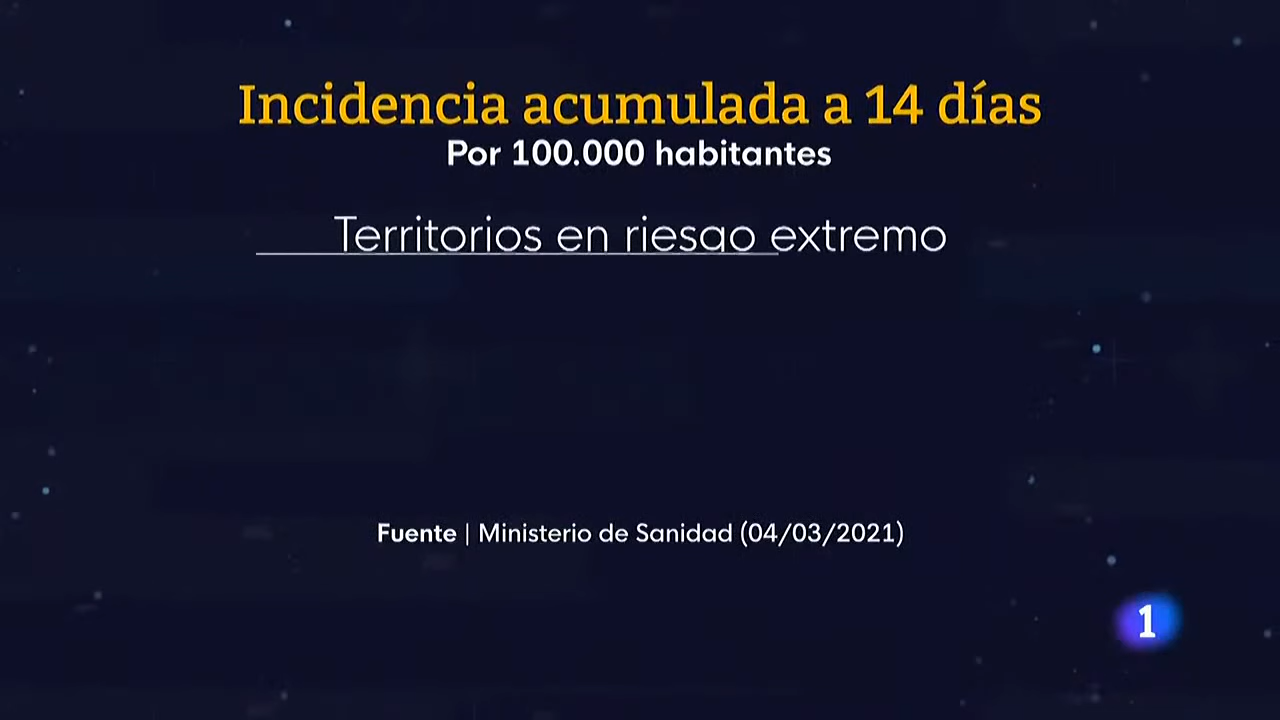 Incidencia acumulada a 14 días
Por 100.000 habitantes
Territorios en riesgo extremo
Fuente | Ministerio de Sanidad (04/03/2021)
1